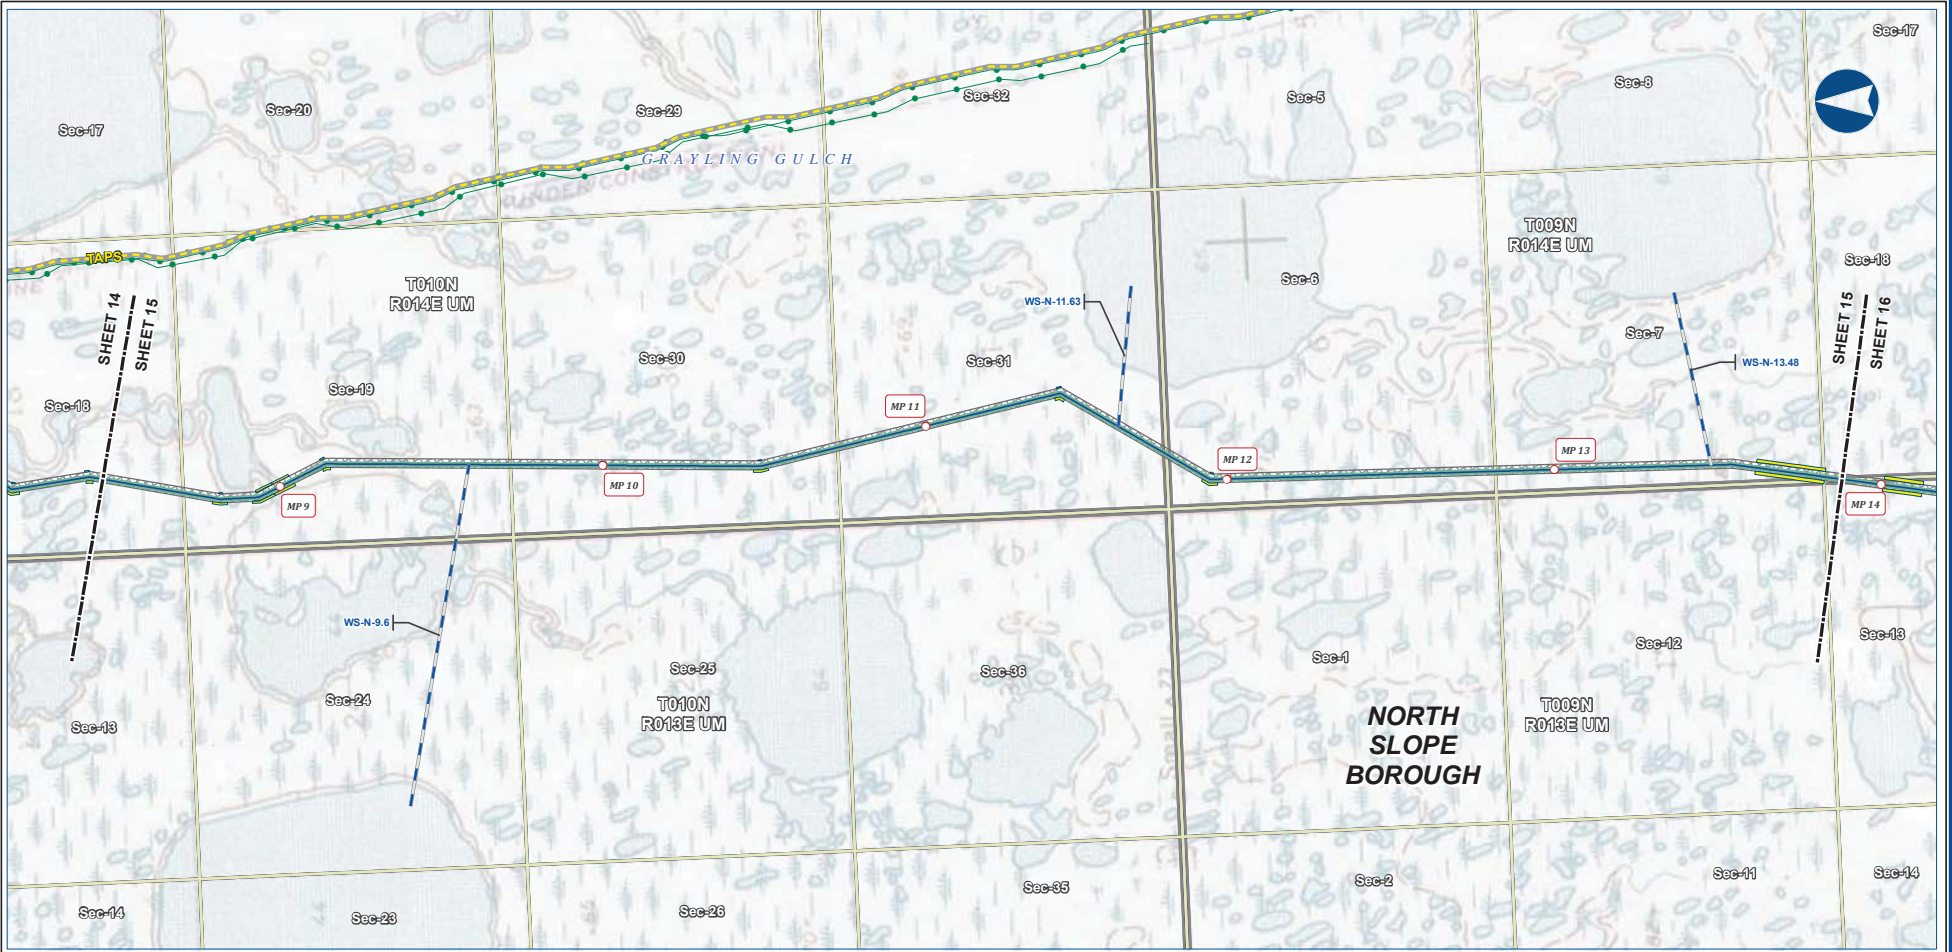 Sec-17
Sec-20
Sec-29
Sec-32
Sec-5
Sec-8
Sec-17
GRAYLING GULCH
UNDER CONSTRUCTION
TAPS
T010N
R014E UM
T009N
R014E UM
Sec-18
Sec-6
SHEET 14
SHEET 15
WS-N-11.63
Sec-7
WS-N-13.48
SHEET 15
SHEET 16
Sec-30
Sec-31
Sec-19
Sec-18
MP 11
MP 9
MP 10
MP 12
MP 13
MP 14
WS-N-9.6
Sec-24
Sec-13
Sec-25
T010N
R013E UM
Sec-36
Sec-1
Sec-12
Sec-13
T009N
R013E UM
NORTH
SLOPE
BOROUGH
Sec-14
Sec-23
Sec-26
Sec-35
Sec-2
Sec-11
Sec-14